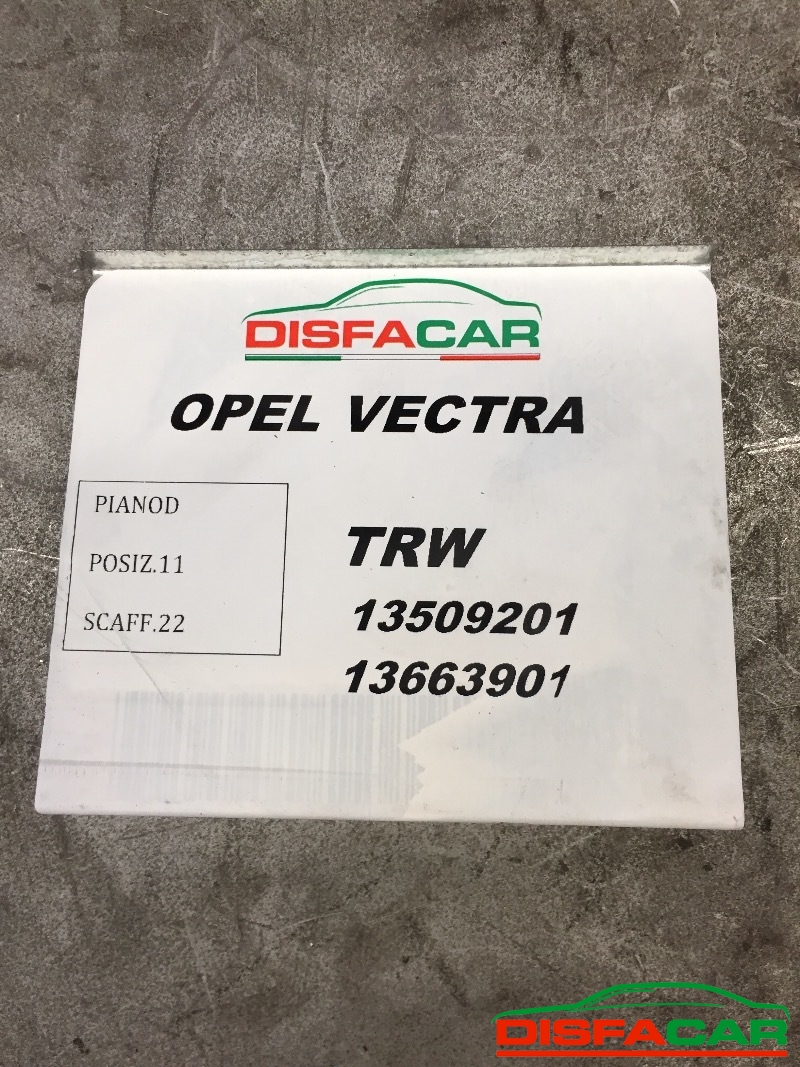 DISFACAR
OPEL VECTRA
PIANOD
POSIZ.11
SCAFF.22
TRW
13509201
13663901
DISFACAR